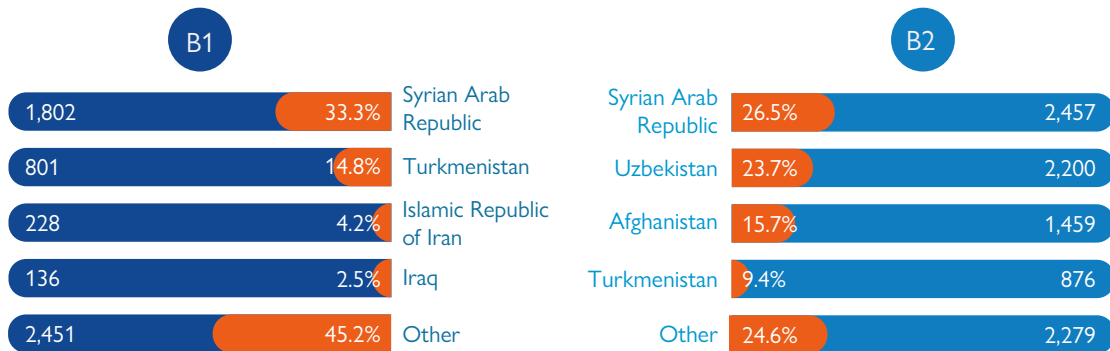 B1
1,802 33.3% Syrian Arab
Republic
801 14.8% Turkmenistan
228 4.2% Islamic Republic
of Iran
136 2.5% Iraq
2,451 45.2% Other
B2
Syrian Arab
Republic 26.5% 2,457
Uzbekistan 23.7% 2,200
Afghanistan 15.7% 1,459
Turkmenistan 9.4% 876
Other 24.6% 2,279